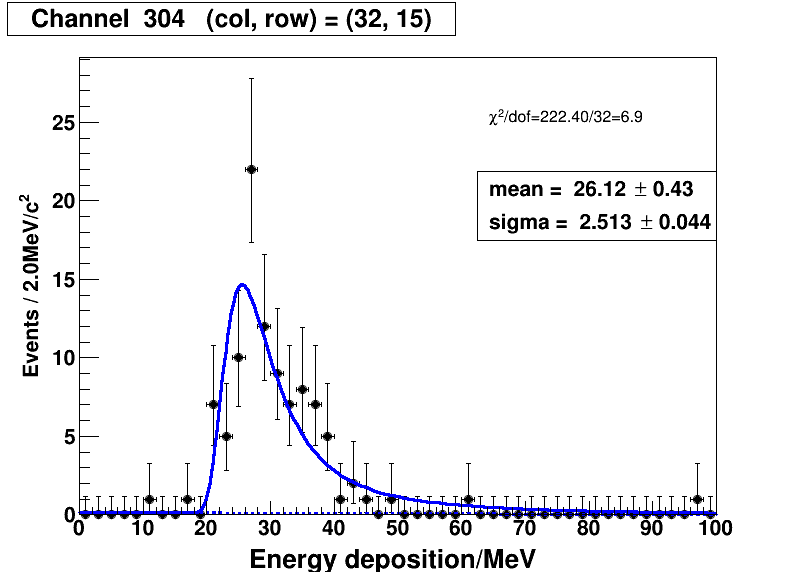 Channel 304 (col, row) = (32, 15)
χ²/dof=222.40/32=6.9
mean = 26.12 ± 0.43
sigma = 2.513 ± 0.044
Events / 2.0MeV/c²
25
20
15
10
5
0
0 10 20 30 40 50 60 70 80 90 100
Energy deposition/MeV